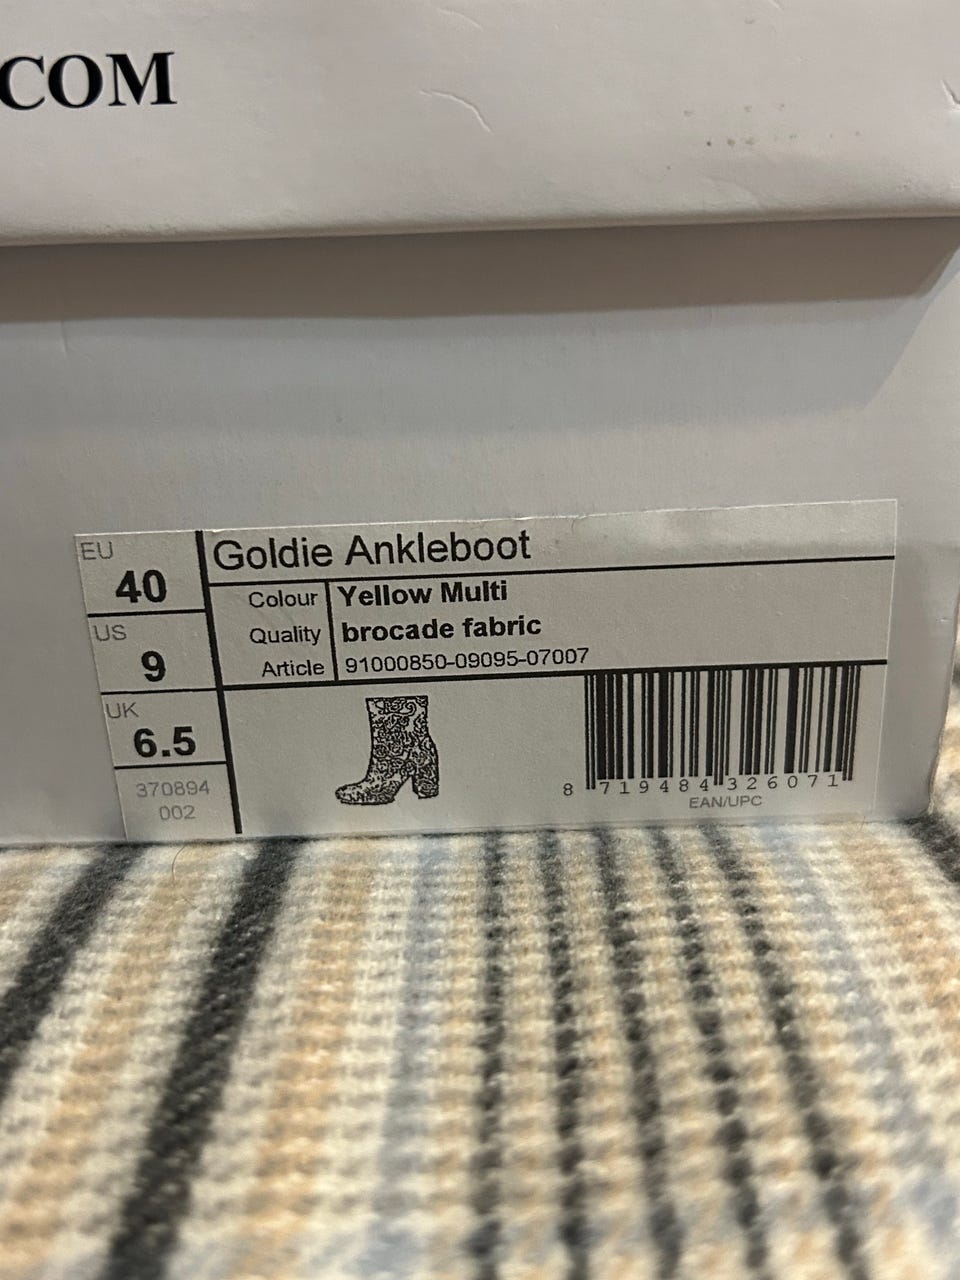 .COM
EU
40
US
9
UK
6.5
370894
002
Goldie Ankleboot
Colour Yellow Multi
Quality brocade fabric
Article 91000850-09095-07007
8 719484 326071
EAN/UPC